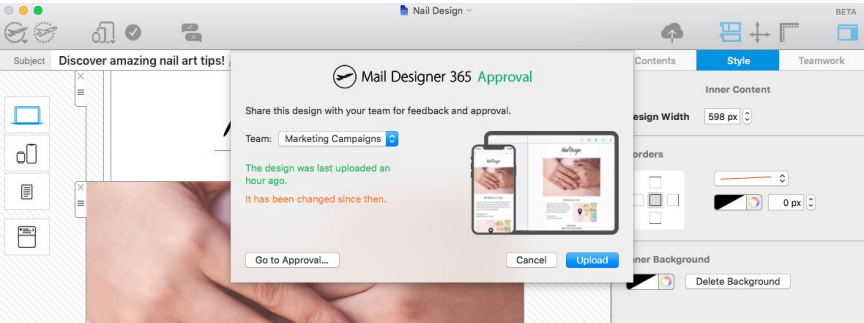 Nail Design
BETA
Subject Discover amazing nail art tips!
Contents Style Teamwork
Mail Designer 365 Approval
Share this design with your team for feedback and approval.
Team: Marketing Campaigns
The design was last uploaded an
hour ago.
It has been changed since then.
Nail Design
Go to Approval... Cancel Upload
Inner Content
esign Width 598 px
orders
0 px
ner Background
Delete Background